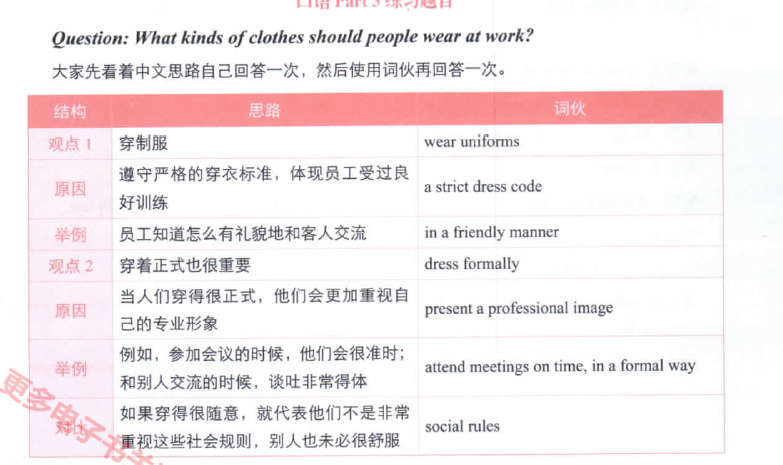 口语 Part 3 练习题目
Question: What kinds of clothes should people wear at work?
大家先看着中文思路自己回答一次，然后使用词伙再回答一次。
结构 思路 词伙
观点 1 穿制服 wear uniforms
原因 遵守严格的穿衣标准，体现员工受过良
好训练 a strict dress code
举例 员工知道怎么有礼貌地和客人交流 in a friendly manner
观点 2 穿着正式也很重要 dress formally
原因 当人们穿得很正式，他们会更加重视自
己的专业形象 present a professional image
举例 例如，参加会议的时候，他们会很准时；
和别人交流的时候，谈吐非常得体 attend meetings on time, in a formal way
对比 如果穿得很随意，就代表他们不是非常
重视这些社会规则，别人也未必很舒服 social rules
更多电子书关